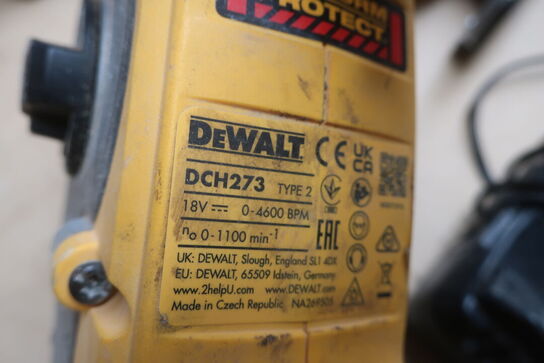 PROTECT
DEWALT
DCH273 TYPE 2
18V 0-4600 BPM
n₀ 0-1100 min⁻¹
UK: DEWALT, Slough, England SL1 4DX
EU: DEWALT, 65509 Idstein, Germany
www.2helpU.com www.DEWALT.com
Made in Czech Republic NA269505
CE
UK
CA
EAC